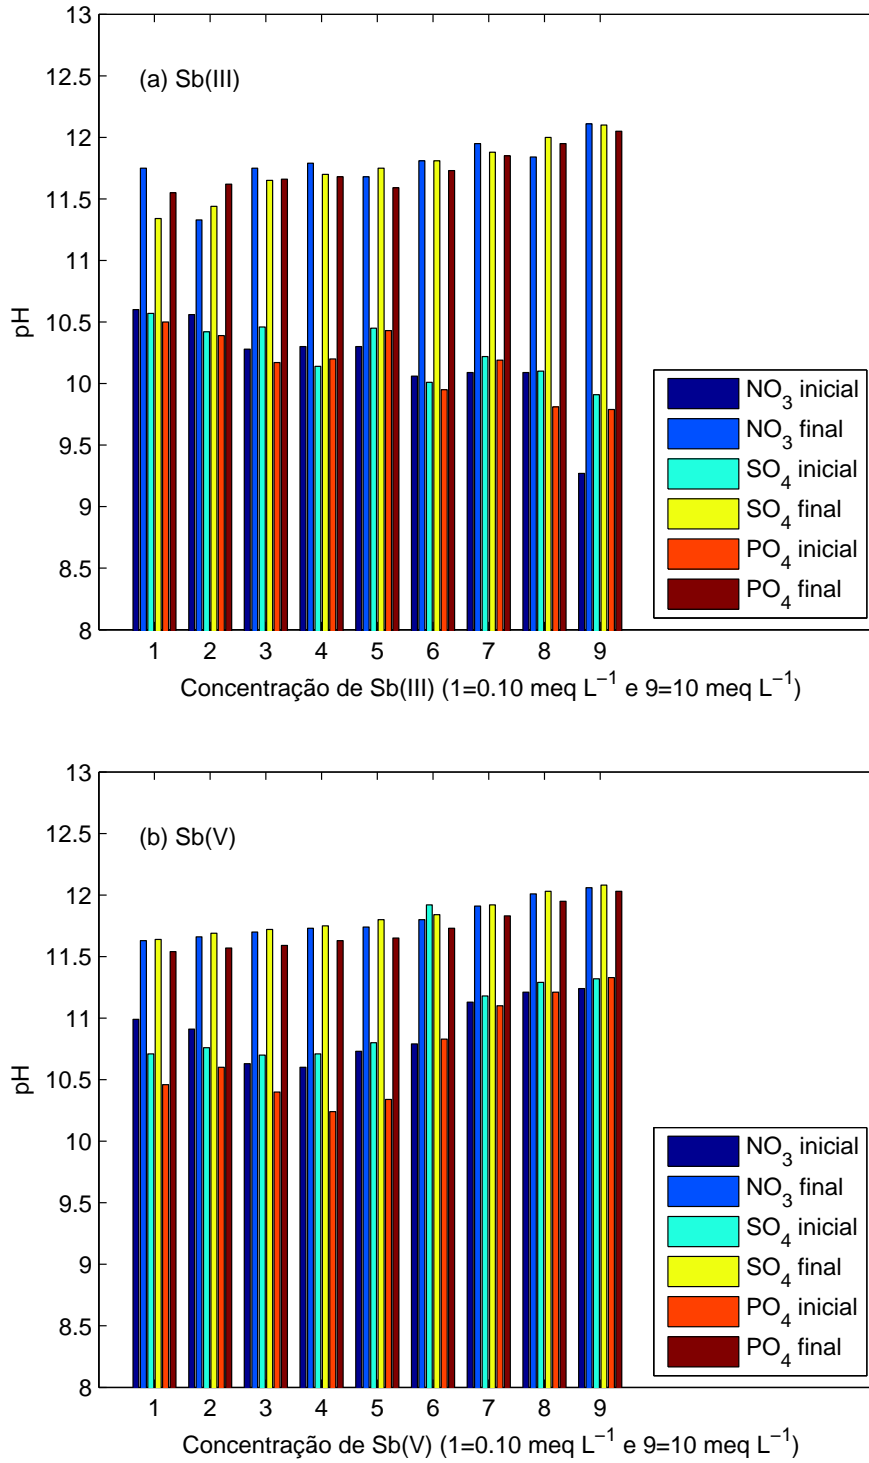 13
12.5
12
11.5
11
10.5
10
9.5
9
8.5
8
pH
(a) Sb(III)
NO₃ inicial
NO₃ final
SO₄ inicial
SO₄ final
PO₄ inicial
PO₄ final
1 2 3 4 5 6 7 8 9
Concentração de Sb(III) (1=0.10 meq L⁻¹ e 9=10 meq L⁻¹)
13
12.5
12
11.5
11
10.5
10
9.5
9
8.5
8
pH
(b) Sb(V)
NO₃ inicial
NO₃ final
SO₄ inicial
SO₄ final
PO₄ inicial
PO₄ final
1 2 3 4 5 6 7 8 9
Concentração de Sb(V) (1=0.10 meq L⁻¹ e 9=10 meq L⁻¹)